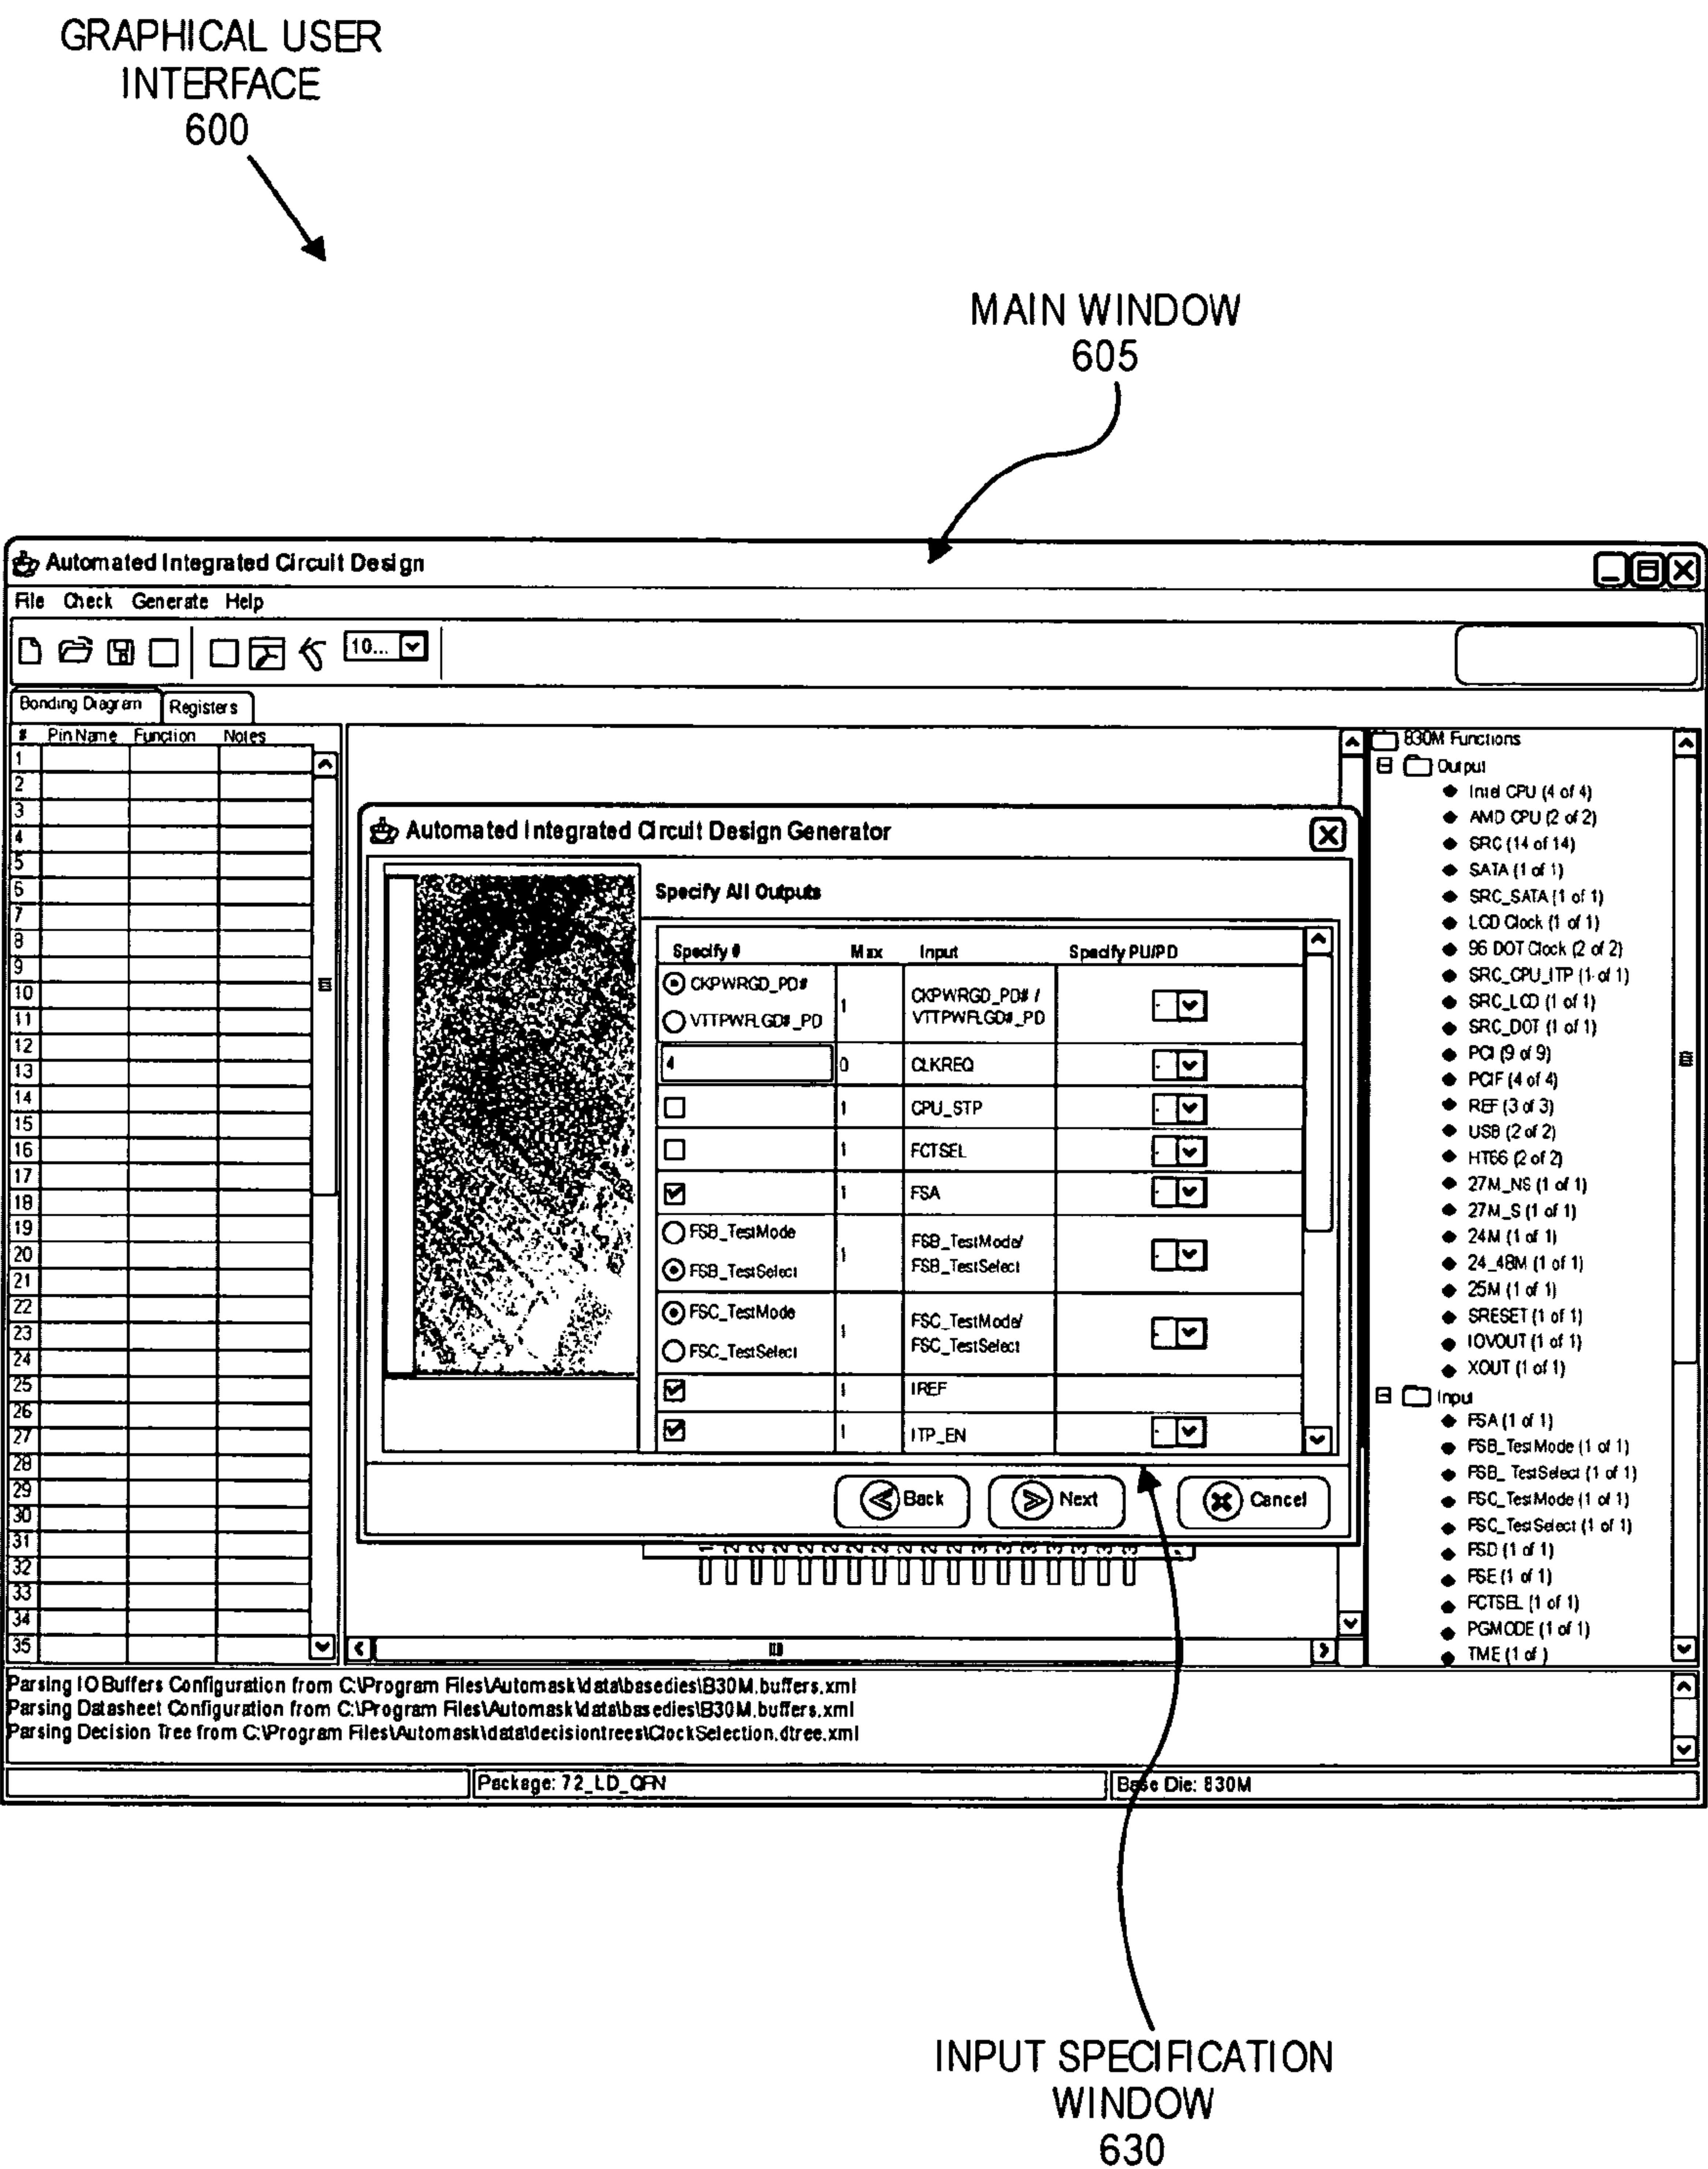 GRAPHICAL USER
INTERFACE
600
MAIN WINDOW
605
Automated Integrated Circuit Design
File Check Generate Help
10...
Bonding Diagram Registers
# Pin Name Function Notes
1
2
3
4
5
6
7
8
9
10
11
12
13
14
15
16
17
18
19
20
21
22
23
24
25
26
27
28
29
30
31
32
33
34
35
Automated Integrated Circuit Design Generator
Specify All Outputs
Specify # Max Input Specify PU/PD
CKPWRGD_PD#
VTTPWRLGD#_PD
1
CKPWRGD_PD# /
VTTPWRLGD#_PD
4 0 CLKREQ
1 CPU_STP
1 FCTSEL
1 FSA
FSB_TestMode
FSB_TestSelect
1
FSB_TestMode/
FSB_TestSelect
FSC_TestMode
FSC_TestSelect
1
FSC_TestMode/
FSC_TestSelect
1 IREF
1 ITP_EN
Back Next Cancel
830M Functions
Output
Intel CPU (4 of 4)
AMD CPU (2 of 2)
SRC (14 of 14)
SATA (1 of 1)
SRC_SATA (1 of 1)
LCD Clock (1 of 1)
96 DOT Clock (2 of 2)
SRC_CPU_ITP (1 of 1)
SRC_LCD (1 of 1)
SRC_DOT (1 of 1)
PCI (9 of 9)
PCIF (4 of 4)
REF (3 of 3)
USB (2 of 2)
HT66 (2 of 2)
27M_NS (1 of 1)
27M_S (1 of 1)
24M (1 of 1)
24_48M (1 of 1)
25M (1 of 1)
SRESET (1 of 1)
IOVOUT (1 of 1)
XOUT (1 of 1)
Input
FSA (1 of 1)
FSB_TestMode (1 of 1)
FSB_ TestSelect (1 of 1)
FSC_TestMode (1 of 1)
FSC_TestSelect (1 of 1)
FSD (1 of 1)
FSE (1 of 1)
FCTSEL (1 of 1)
PGMODE (1 of 1)
TME (1 of )
Parsing IO Buffers Configuration from C:\Program Files\Automask\data\basedies\830M.buffers.xml
Parsing Datasheet Configuration from C:\Program Files\Automask\data\basedies\830M.buffers.xml
Parsing Decision Tree from C:\Program Files\Automask\data\decisiontrees\ClockSelection.dtree.xml
Package: 72_LD_QFN
Base Die: 830M
INPUT SPECIFICATION
WINDOW
630